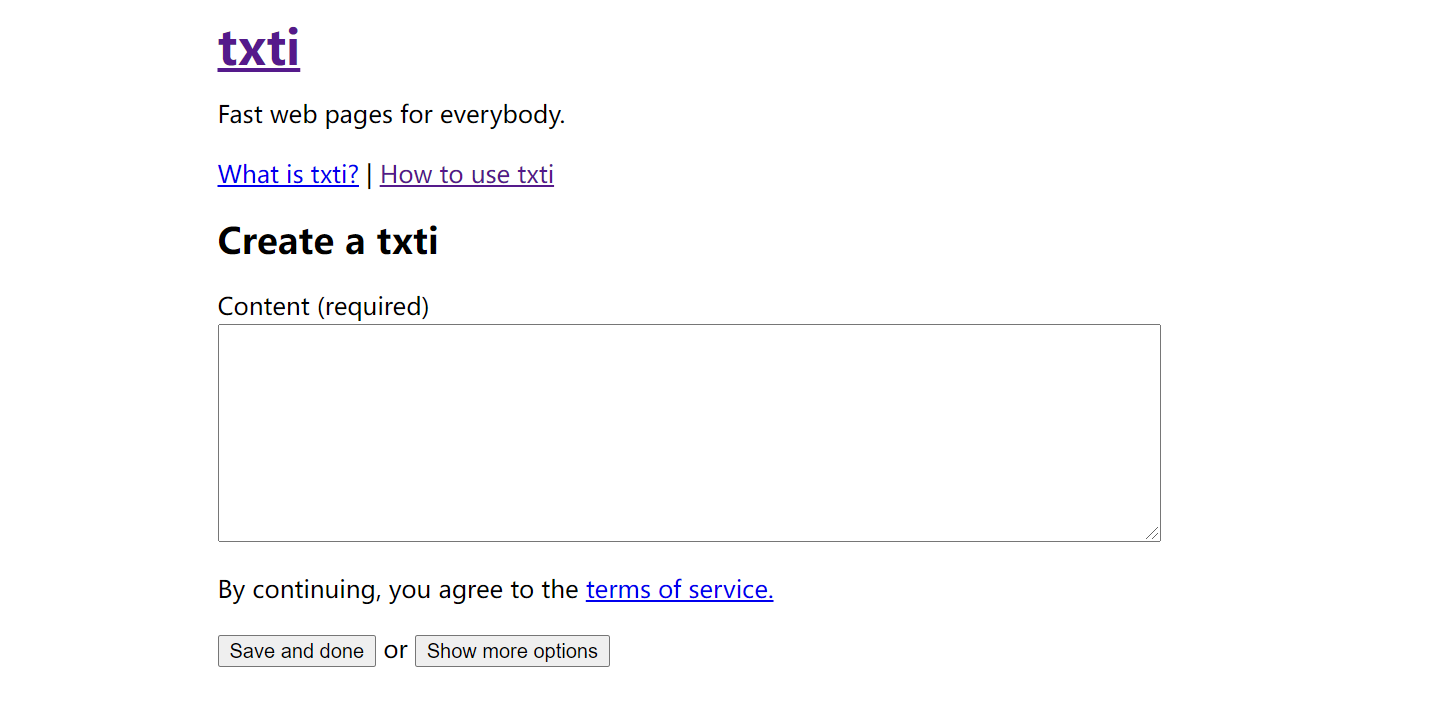 txti
Fast web pages for everybody.
What is txti? | How to use txti
Create a txti
Content (required)
By continuing, you agree to the terms of service.
Save and done or Show more options